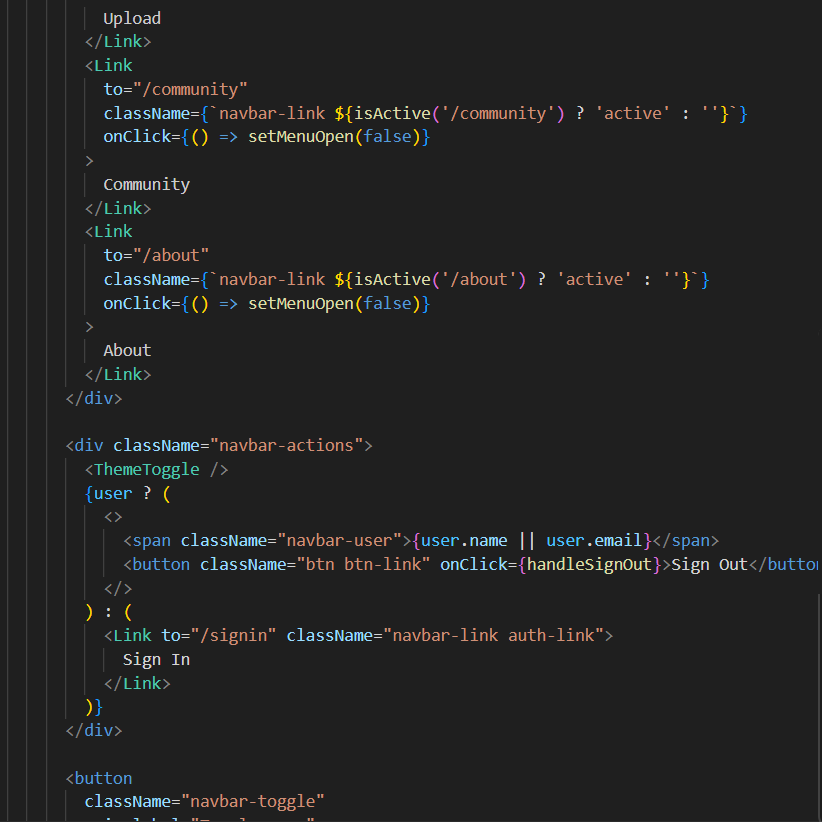 Upload
</Link>
<Link
to="/community"
className={`navbar-link ${isActive('/community') ? 'active' : ''}`}
onClick={() => setMenuOpen(false)}
>
Community
</Link>
<Link
to="/about"
className={`navbar-link ${isActive('/about') ? 'active' : ''}`}
onClick={() => setMenuOpen(false)}
>
About
</Link>
</div>
<div className="navbar-actions">
<ThemeToggle />
{user ? (
<>
<span className="navbar-user">{user.name || user.email}</span>
<button className="btn btn-link" onClick={handleSignOut}>Sign Out</butto
</>
) : (
<Link to="/signin" className="navbar-link auth-link">
Sign In
</Link>
)}
</div>
<button
className="navbar-toggle"